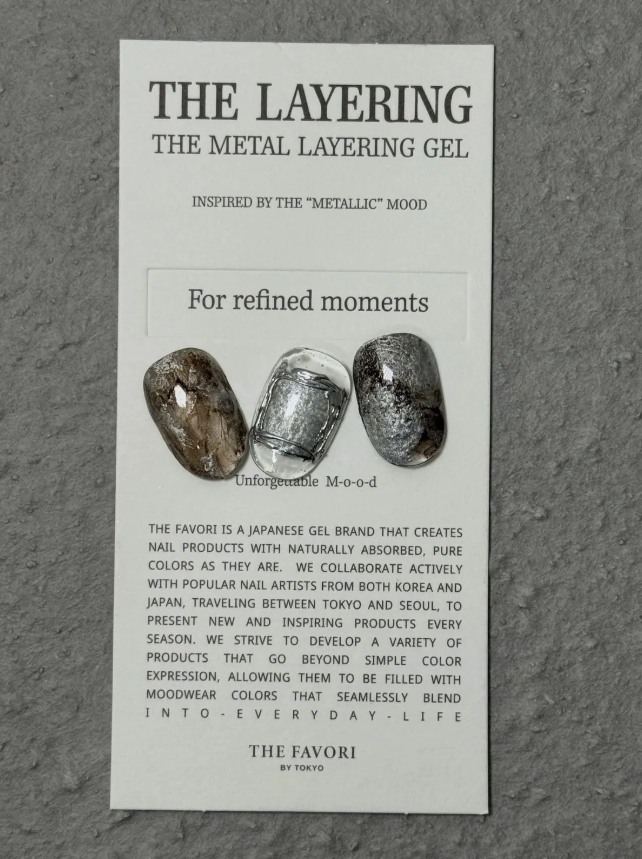 THE LAYERING
THE METAL LAYERING GEL
INSPIRED BY THE “METALLIC” MOOD
For refined moments
Unforgettable M-o-o-d
THE FAVORI IS A JAPANESE GEL BRAND THAT CREATES
NAIL PRODUCTS WITH NATURALLY ABSORBED, PURE
COLORS AS THEY ARE. WE COLLABORATE ACTIVELY
WITH POPULAR NAIL ARTISTS FROM BOTH KOREA AND
JAPAN, TRAVELING BETWEEN TOKYO AND SEOUL, TO
PRESENT NEW AND INSPIRING PRODUCTS EVERY
SEASON. WE STRIVE TO DEVELOP A VARIETY OF
PRODUCTS THAT GO BEYOND SIMPLE COLOR
EXPRESSION, ALLOWING THEM TO BE FILLED WITH
MOODWEAR COLORS THAT SEAMLESSLY BLEND
INTO-EVERYDAY-LIFE
THE FAVORI
BY TOKYO